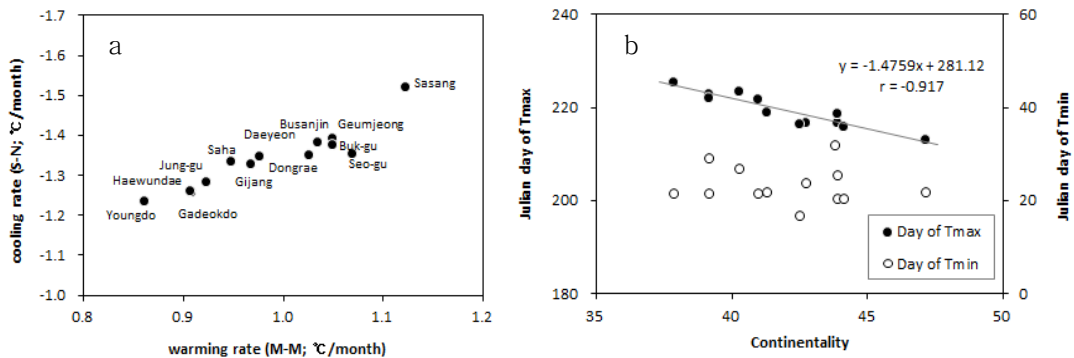 a
-1.7
-1.6
-1.5
-1.4
-1.3
-1.2
-1.1
-1.0
cooling rate (S-N; ℃/month)
Sasang
Busanjin
Geumjeong
Daeyeon
Buk-gu
Saha
Seo-gu
Jung-gu
Dongrae
Haewundae
Gijang
Youngdo
Gadeokdo
0.8
0.9
1.0
1.1
1.2
warming rate (M-M; ℃/month)
b
240
220
200
180
Julian day of Tmax
y = -1.4759x + 281.12
r = -0.917
Day of Tmax
Day of Tmin
60
40
20
0
Julian day of Tmin
35
40
45
50
Continentality